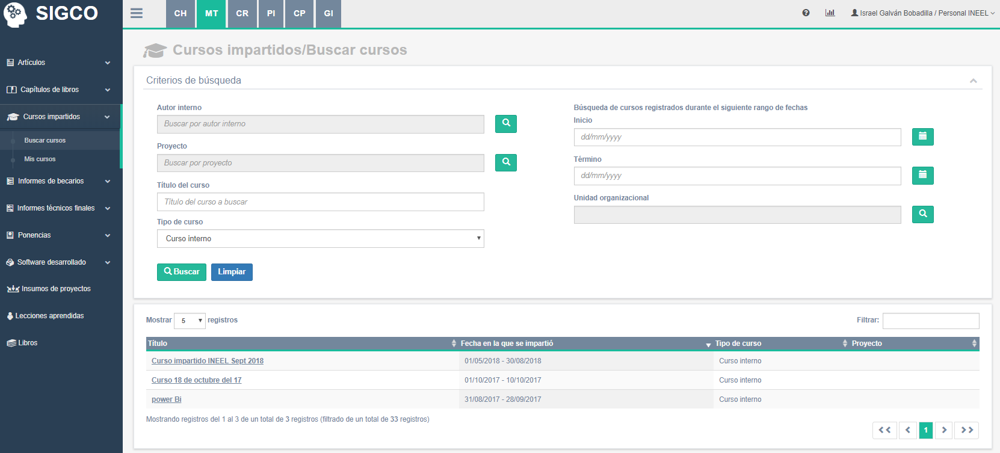 SIGCO
CH MT CR PI CP GI
Israel Galván Bobadilla / Personal INEEL
Artículos
Capítulos de libros
Cursos impartidos
Buscar cursos
Mis cursos
Informes de becarios
Informes técnicos finales
Ponencias
Software desarrollado
Insumos de proyectos
Lecciones aprendidas
Libros
Cursos impartidos/Buscar cursos
Criterios de búsqueda
Autor interno
Buscar por autor interno
Proyecto
Buscar por proyecto
Título del curso
Título del curso a buscar
Tipo de curso
Curso interno
Búsqueda de cursos registrados durante el siguiente rango de fechas
Inicio
dd/mm/yyyy
Término
dd/mm/yyyy
Unidad organizacional
Buscar Limpiar
Mostrar 5 registros Filtrar:
Título Fecha en la que se impartió Tipo de curso Proyecto
Curso impartido INEEL Sept 2018 01/05/2018 - 30/08/2018 Curso interno
Curso 18 de octubre del 17 01/10/2017 - 10/10/2017 Curso interno
power Bi 31/08/2017 - 28/09/2017 Curso interno
Mostrando registros del 1 al 3 de un total de 3 registros (filtrado de un total de 33 registros)
1